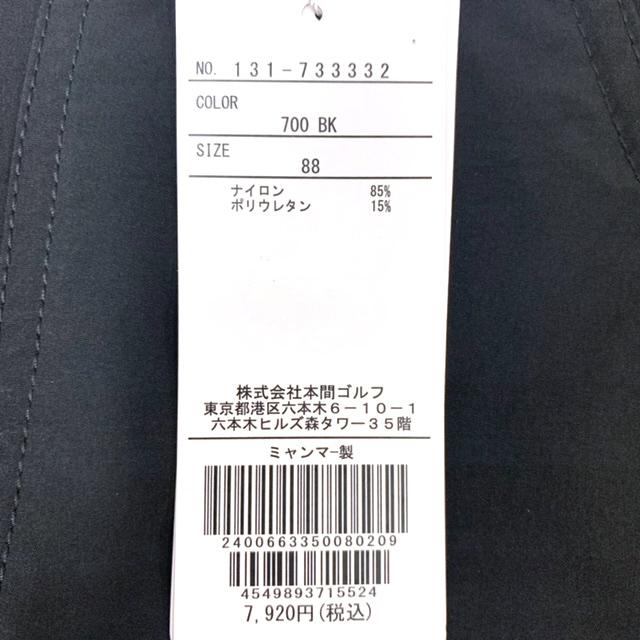 NO. 131-733332
COLOR
700 BK
SIZE
88
ナイロン 85%
ポリウレタン 15%
株式会社本間ゴルフ
東京都港区六本木6-10-1
六本木ヒルズ森タワー35階
ミャンマー製
2400663350080209
4549893715524
7,920円(税込)